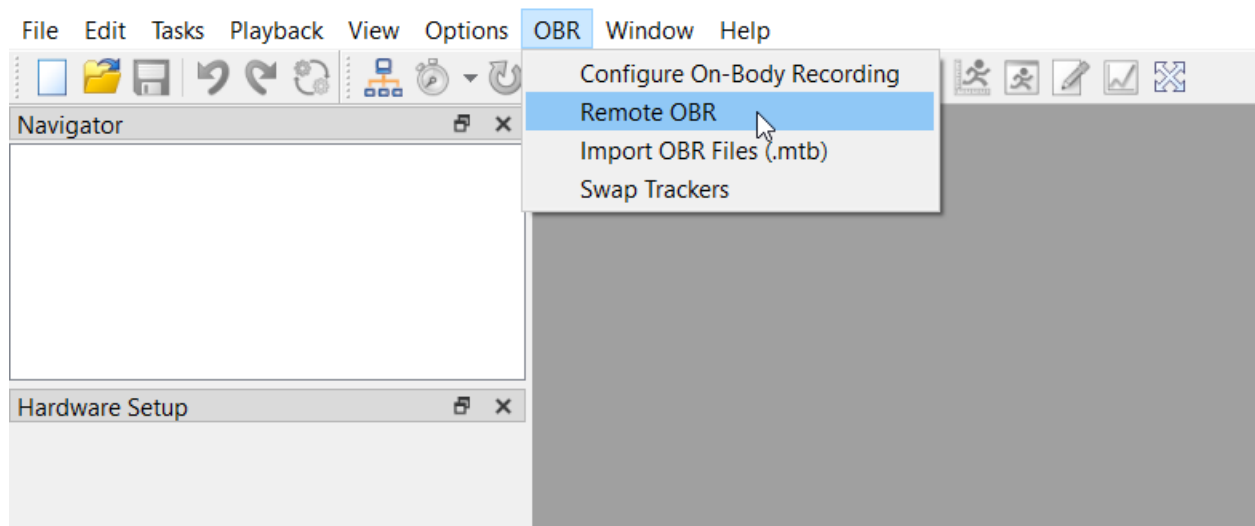 File Edit Tasks Playback View Options OBR Window Help
Configure On-Body Recording
Remote OBR
Import OBR Files (.mtb)
Swap Trackers
Navigator
Hardware Setup